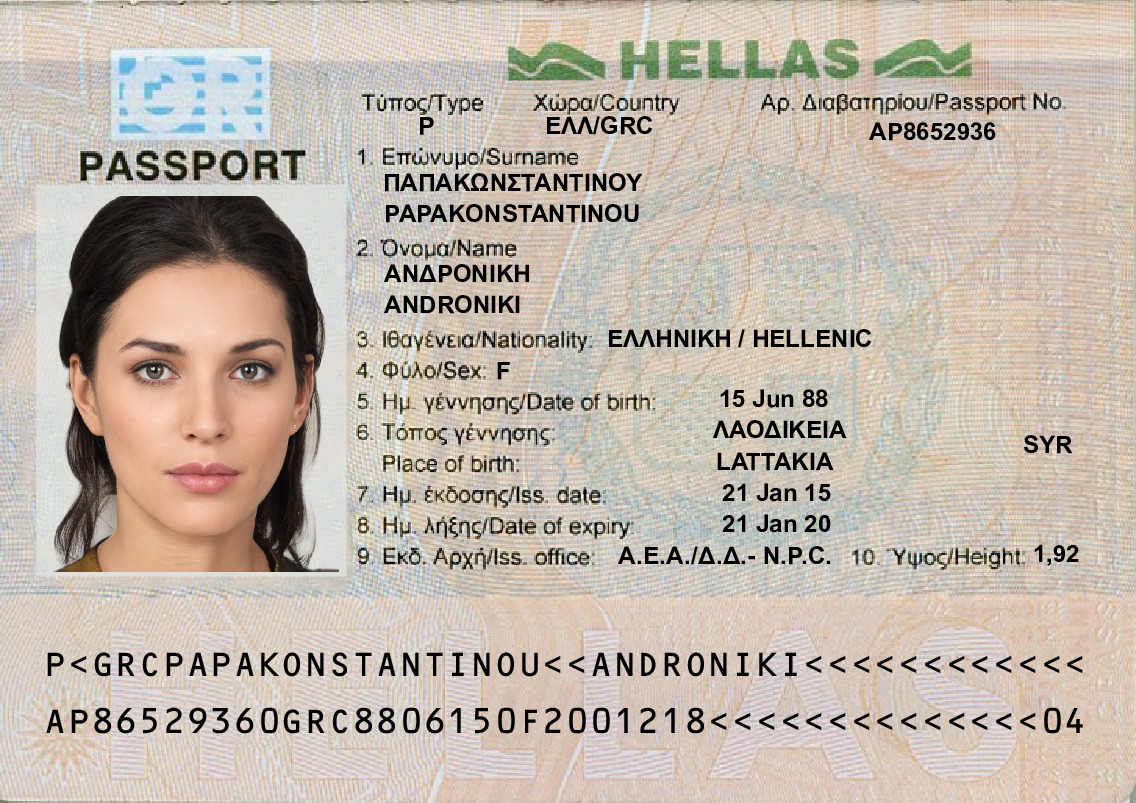 GR
PASSPORT
HELLAS
Τύπος/Type Χώρα/Country Αρ. Διαβατηρίου/Passport No.
P ΕΛΛ/GRC AP8652936
1. Επώνυμο/Surname
ΠΑΠΑΚΩΝΣΤΑΝΤΙΝΟΥ
PAPAKONSTANTINOU
2. Όνομα/Name
ΑΝΔΡΟΝΙΚΗ
ANDRONIKI
3. Ιθαγένεια/Nationality: ΕΛΛΗΝΙΚΗ / HELLENIC
4. Φύλο/Sex: F
5. Ημ. γέννησης/Date of birth: 15 Jun 88
6. Τόπος γέννησης: ΛΑΟΔΙΚΕΙΑ
Place of birth: LATTAKIA SYR
7. Ημ. έκδοσης/Iss. date: 21 Jan 15
8. Ημ. λήξης/Date of expiry: 21 Jan 20
9 Εκδ. Αρχή/Iss. office: Α.Ε.Α./Δ.Δ.- N.P.C. 10. Ύψος/Height: 1,92
HELLAS
P<GRCPAPAKONSTANTINOU<<ANDRONIKI<<<<<<<<<<<<
AP86529360GRC8806150F2001218<<<<<<<<<<<<<<04